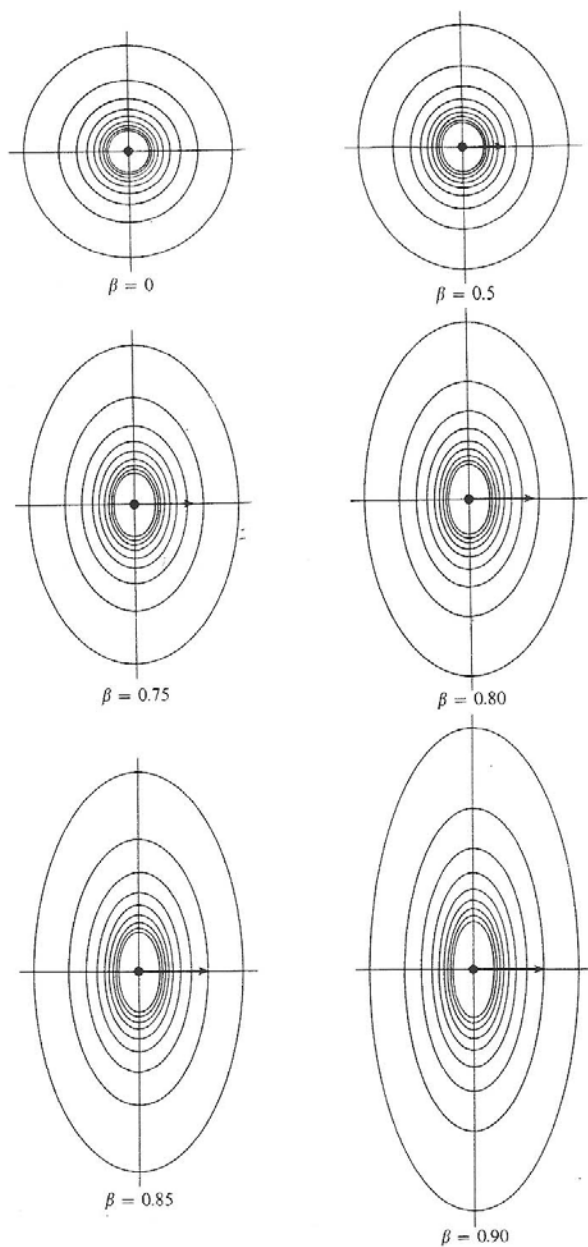 β = 0
β = 0.5
β = 0.75
β = 0.80
β = 0.85
β = 0.90